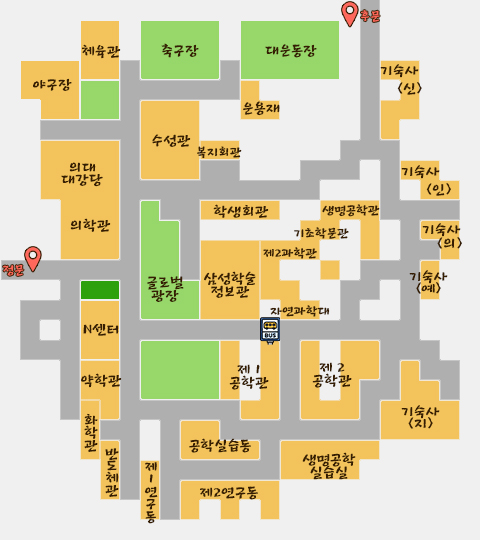 후문
체육관
축구장
대운동장
기숙사
〈신〉
야구장
운용재
수성관
복지회관
의대
대강당
기숙사
〈인〉
학생회관
생명공학관
의학관
기초학문관
기숙사
〈의〉
제2과학관
정문
글로벌
광장
삼성학술
정보관
기숙사
〈예〉
자연과학대
N센터
BUS
제 1
공학관
제 2
공학관
약학관
화학관
기숙사
〈지〉
반도체관
공학실습동
생명공학
실습실
제1연구동
제2연구동